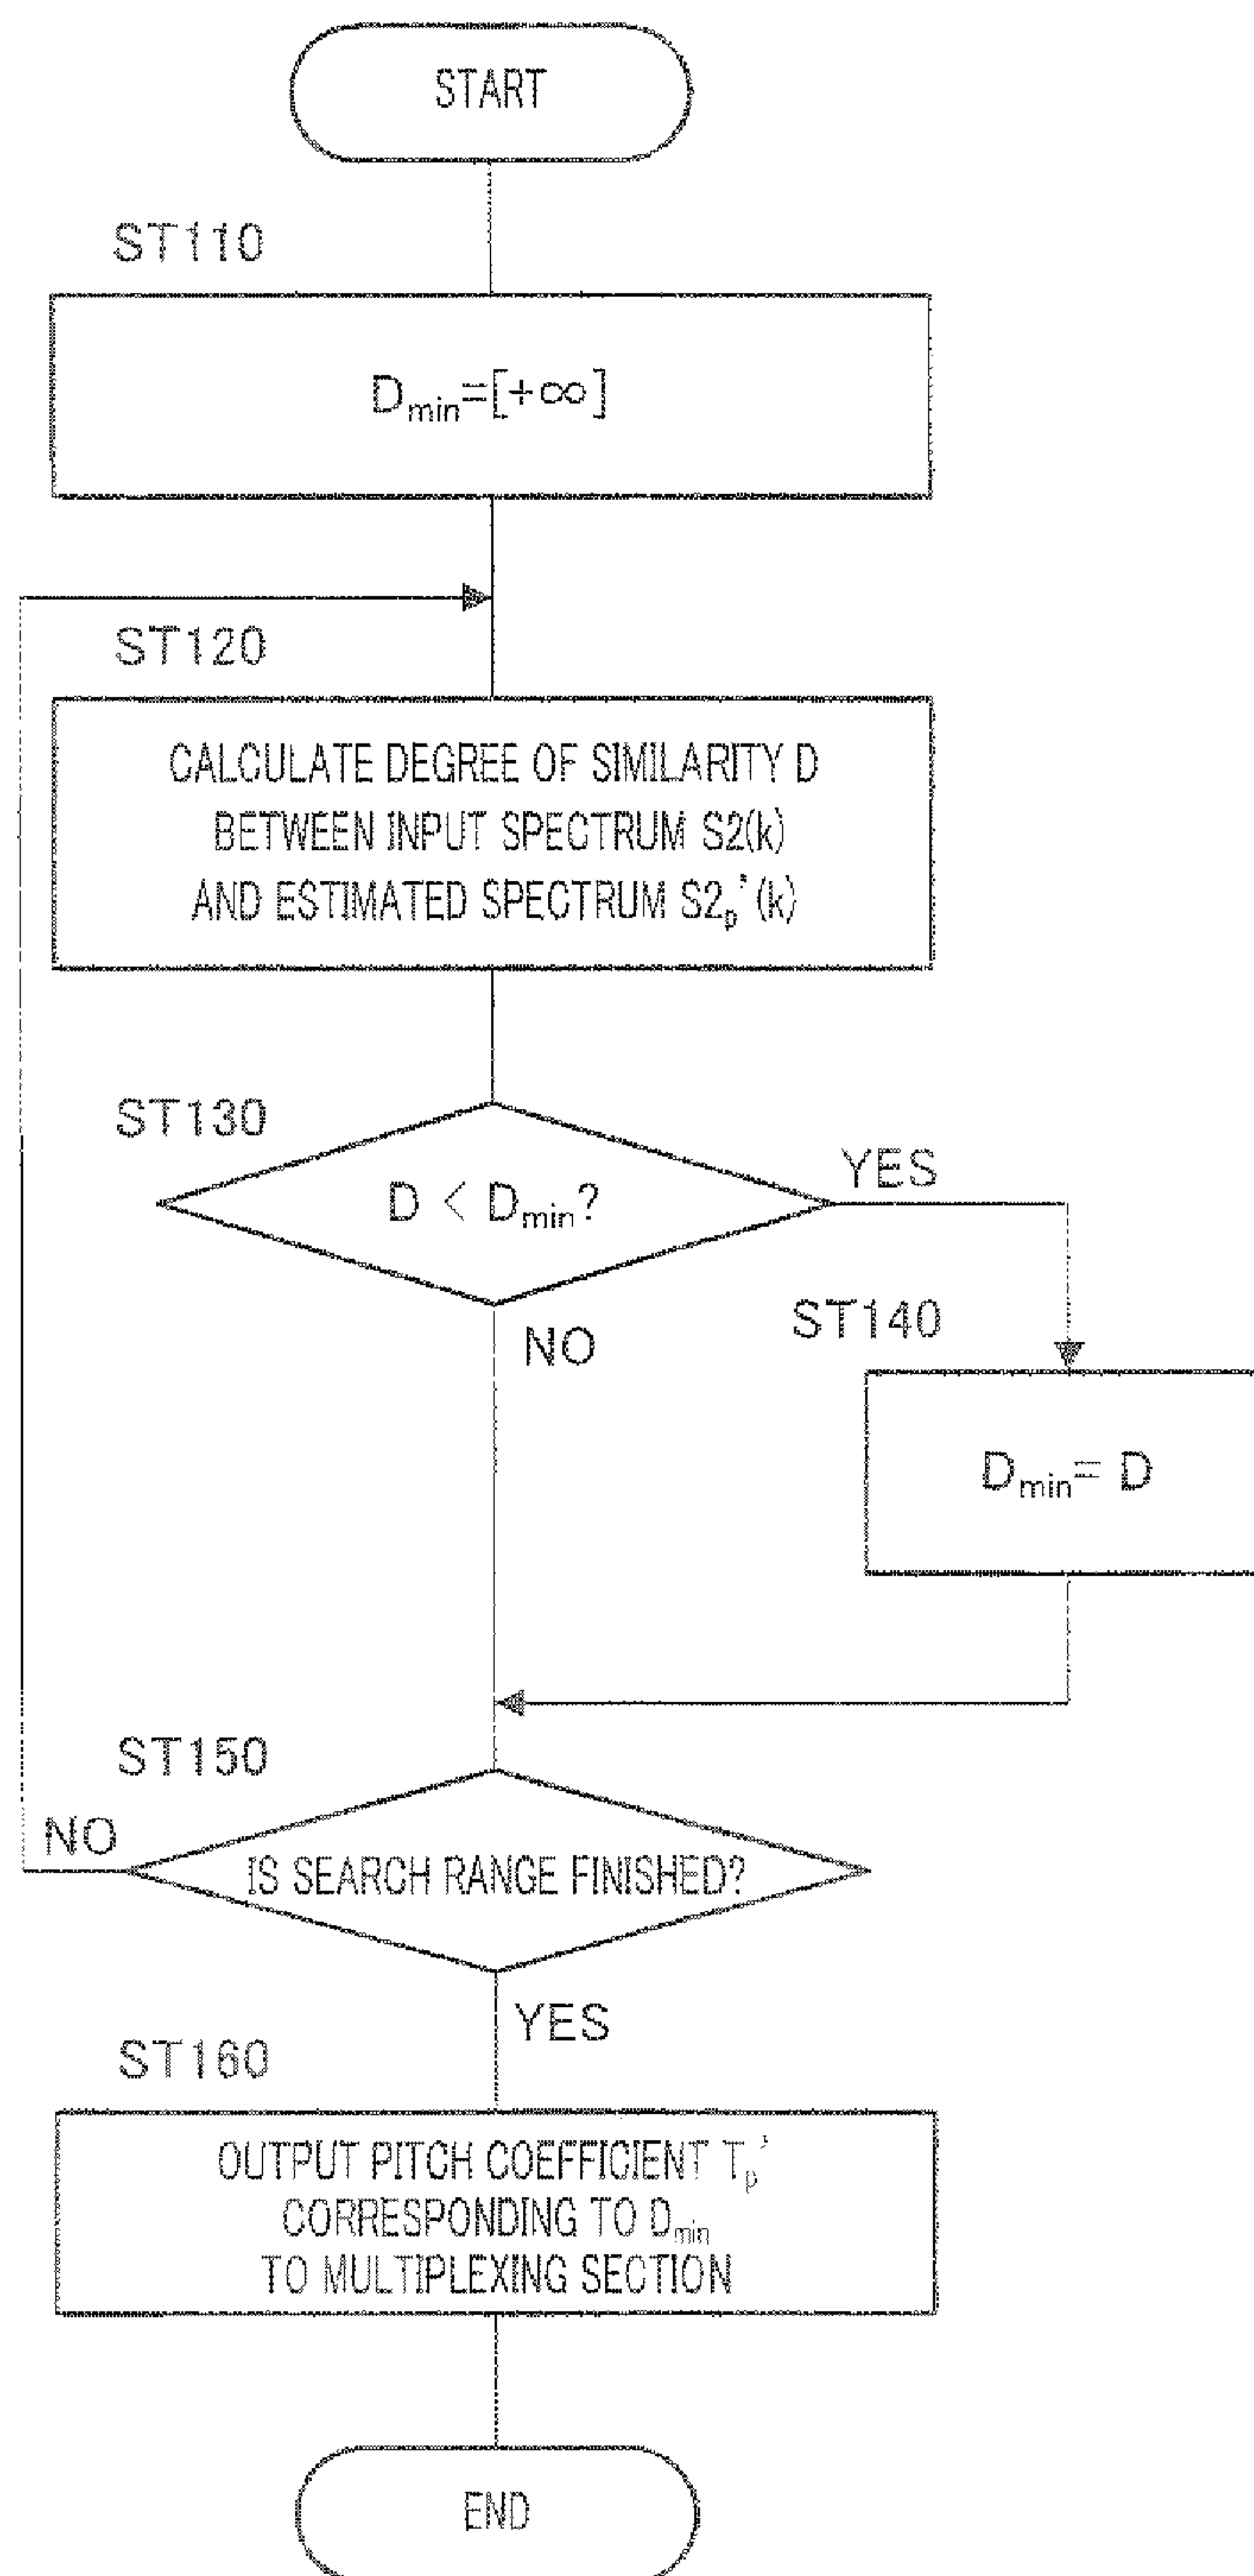 START
ST110
Dmin=[+∞]
ST120
CALCULATE DEGREE OF SIMILARITY D
BETWEEN INPUT SPECTRUM S2(k)
AND ESTIMATED SPECTRUM S2p'(k)
ST130
D < Dmin?
YES
NO
ST140
Dmin= D
ST150
NO
IS SEARCH RANGE FINISHED?
YES
ST160
OUTPUT PITCH COEFFICIENT Tp'
CORRESPONDING TO Dmin
TO MULTIPLEXING SECTION
END